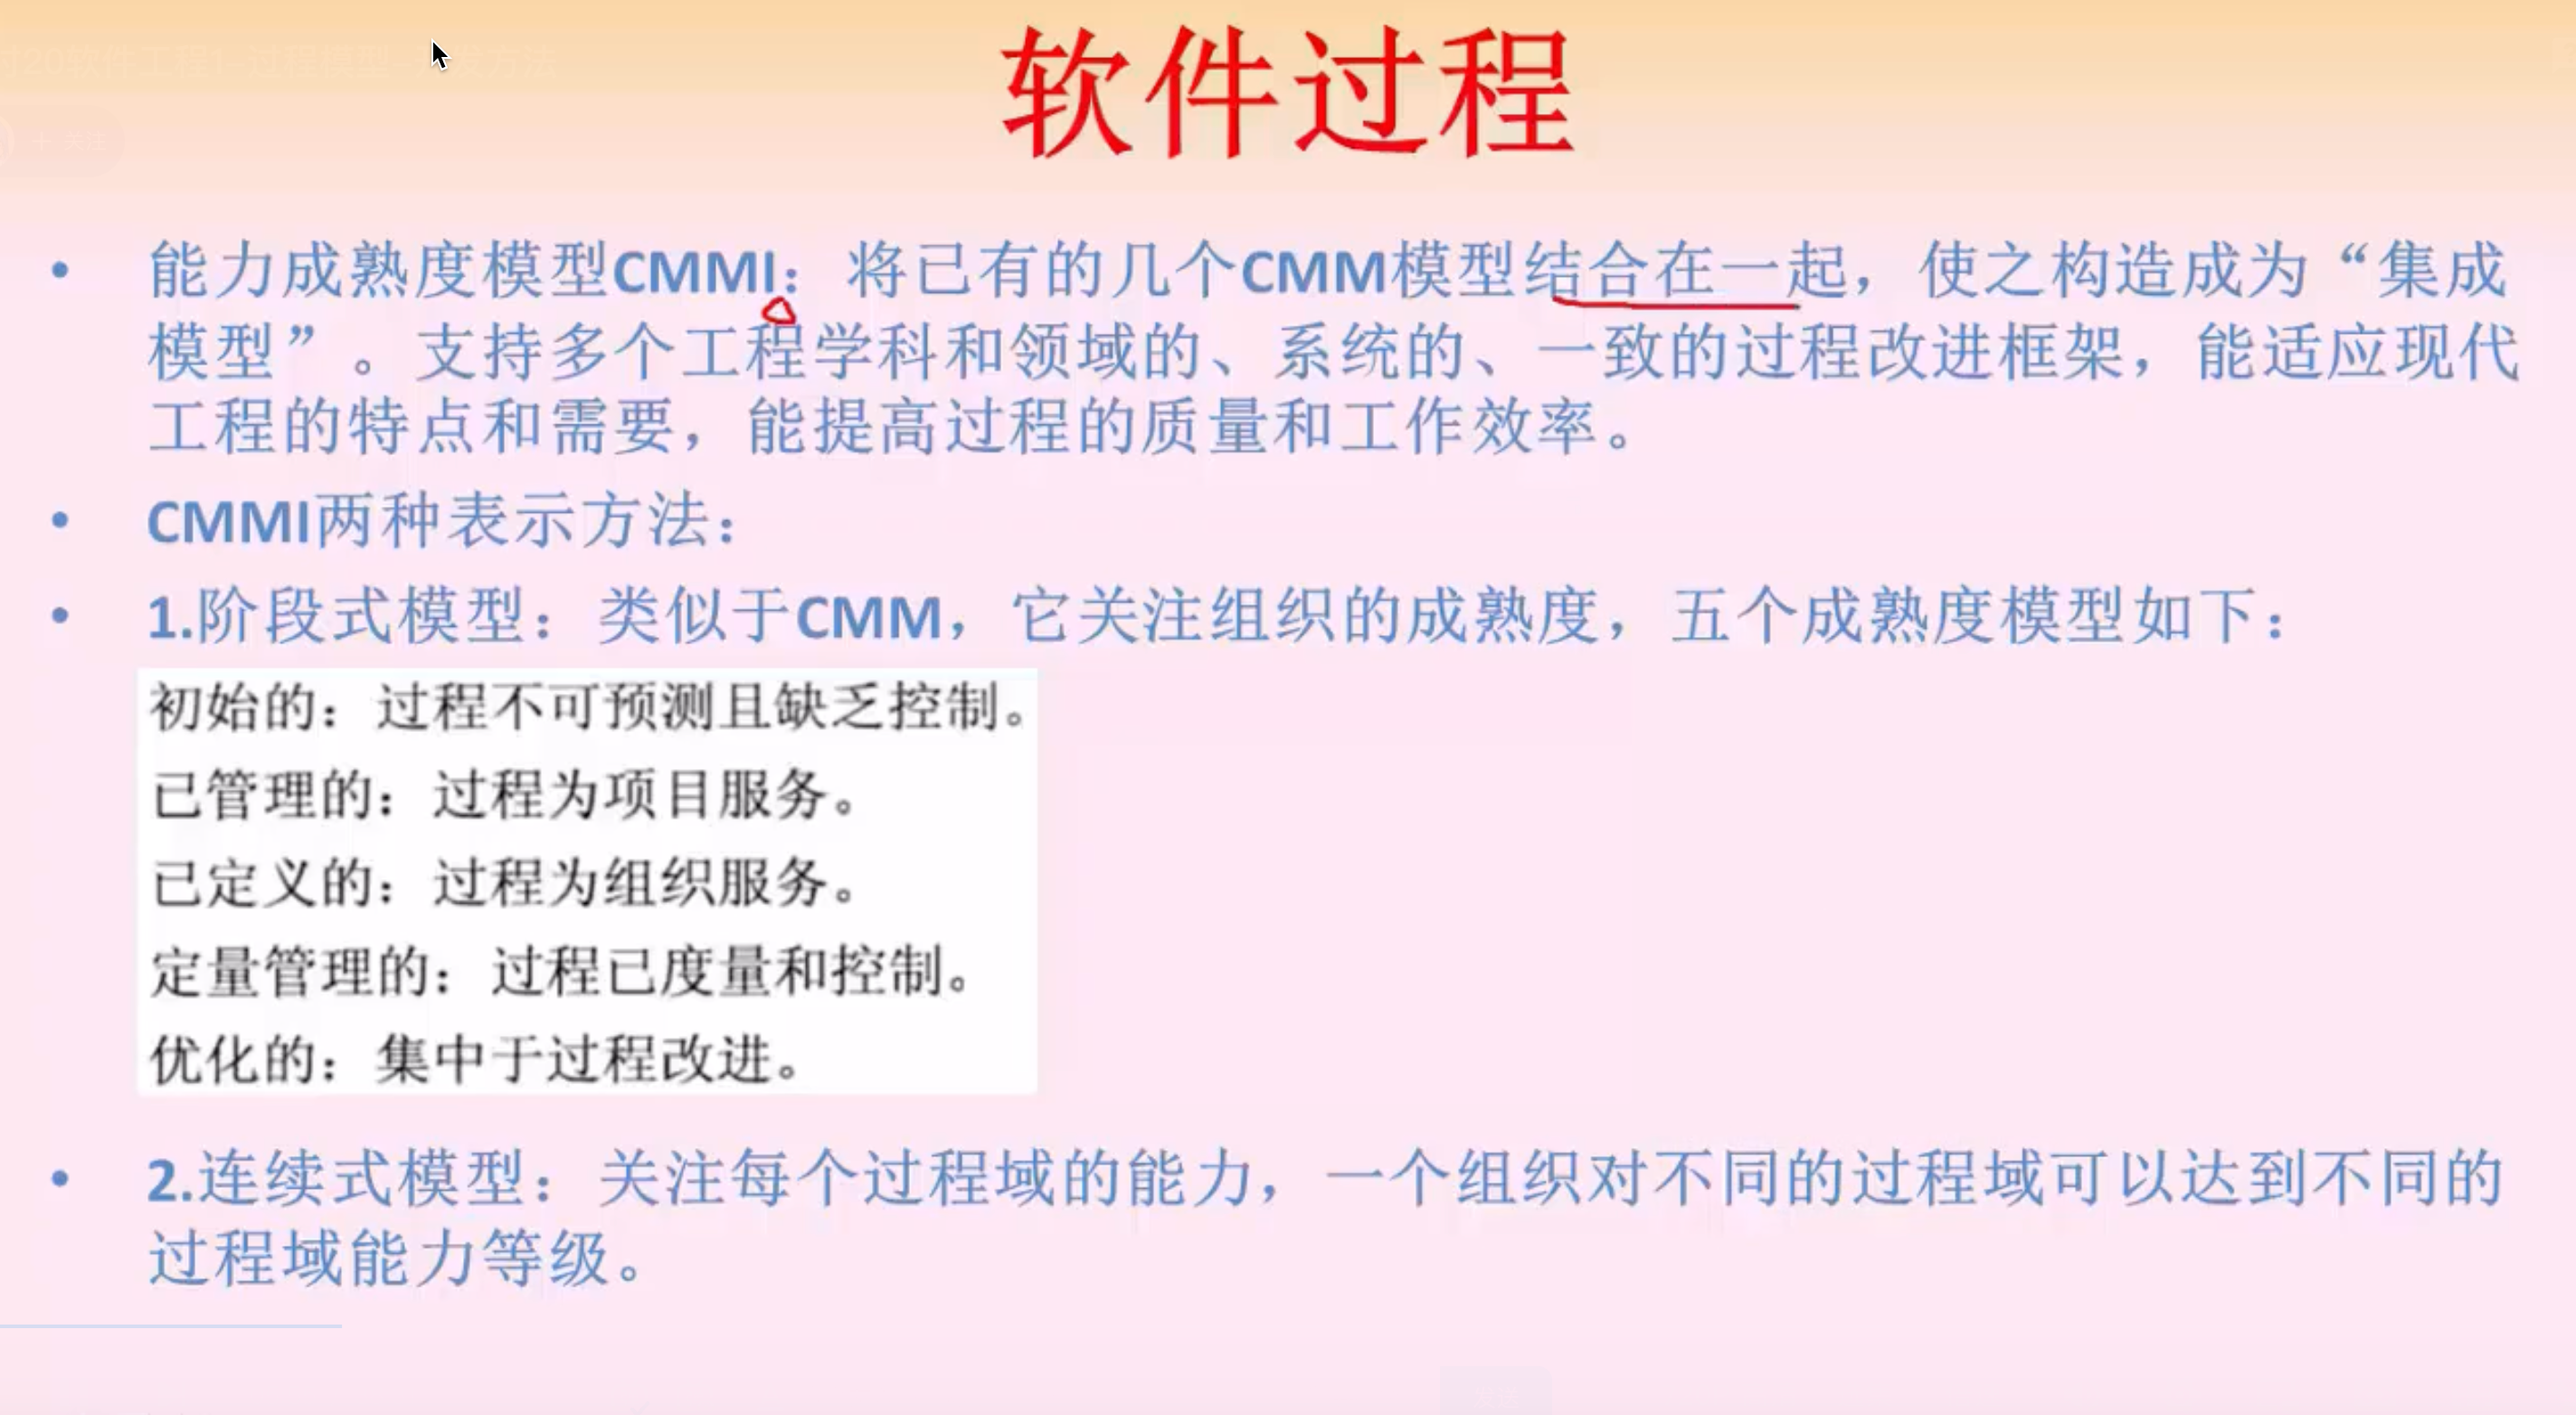 软件过程
• 能力成熟度模型CMMI：将已有的几个CMM模型结合在一起，使之构造成为“集成
模型”。支持多个工程学科和领域的、系统的、一致的过程改进框架，能适应现代
工程的特点和需要，能提高过程的质量和工作效率。
• CMMI两种表示方法：
• 1.阶段式模型：类似于CMM，它关注组织的成熟度，五个成熟度模型如下：
初始的：过程不可预测且缺乏控制。
已管理的：过程为项目服务。
已定义的：过程为组织服务。
定量管理的：过程已度量和控制。
优化的：集中于过程改进。
• 2.连续式模型：关注每个过程域的能力，一个组织对不同的过程域可以达到不同的
过程域能力等级。